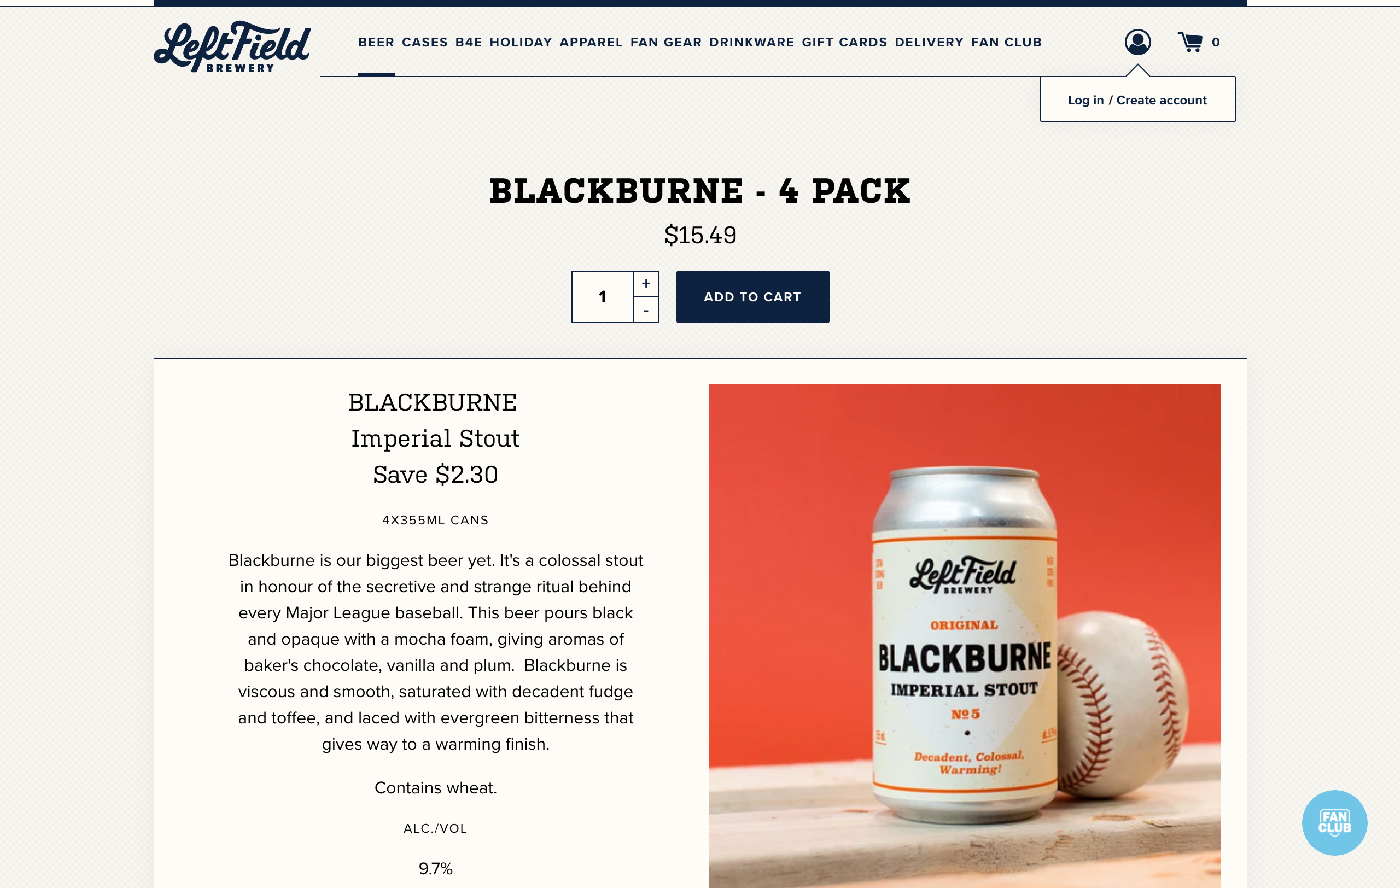 Left Field
BREWERY
BEER CASES B4E HOLIDAY APPAREL FAN GEAR DRINKWARE GIFT CARDS DELIVERY FAN CLUB
0
Log in / Create account
BLACKBURNE - 4 PACK
$15.49
1
+
-
ADD TO CART
BLACKBURNE
Imperial Stout
Save $2.30
4X355ML CANS
Blackburne is our biggest beer yet. It's a colossal stout
in honour of the secretive and strange ritual behind
every Major League baseball. This beer pours black
and opaque with a mocha foam, giving aromas of
baker's chocolate, vanilla and plum.  Blackburne is
viscous and smooth, saturated with decadent fudge
and toffee, and laced with evergreen bitterness that
gives way to a warming finish.
Contains wheat.
ALC./VOL
9.7%
Left Field
BREWERY
ORIGINAL
BLACKBURNE
IMPERIAL STOUT
Nº 5
Decadent, Colossal,
Warming!
FAN
CLUB